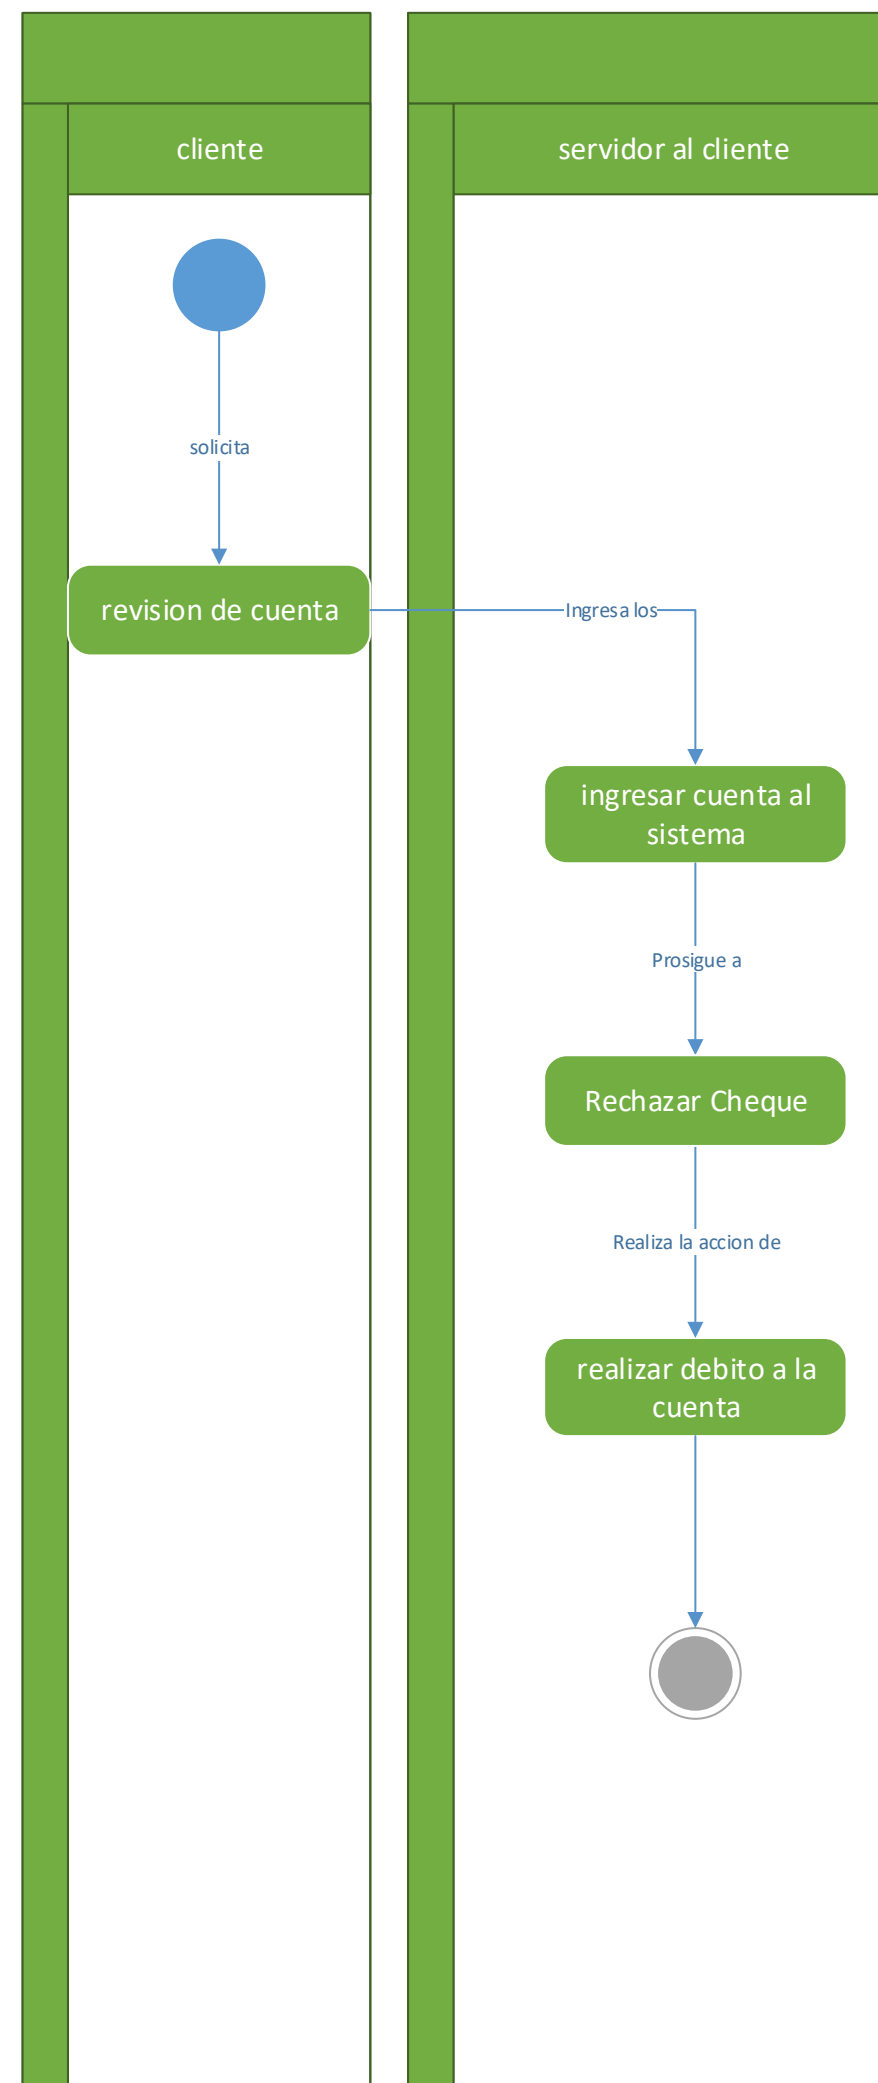 cliente
servidor al cliente
solicita
revision de cuenta
Ingresa los
ingresar cuenta al
sistema
Prosigue a
Rechazar Cheque
Realiza la accion de
realizar debito a la
cuenta